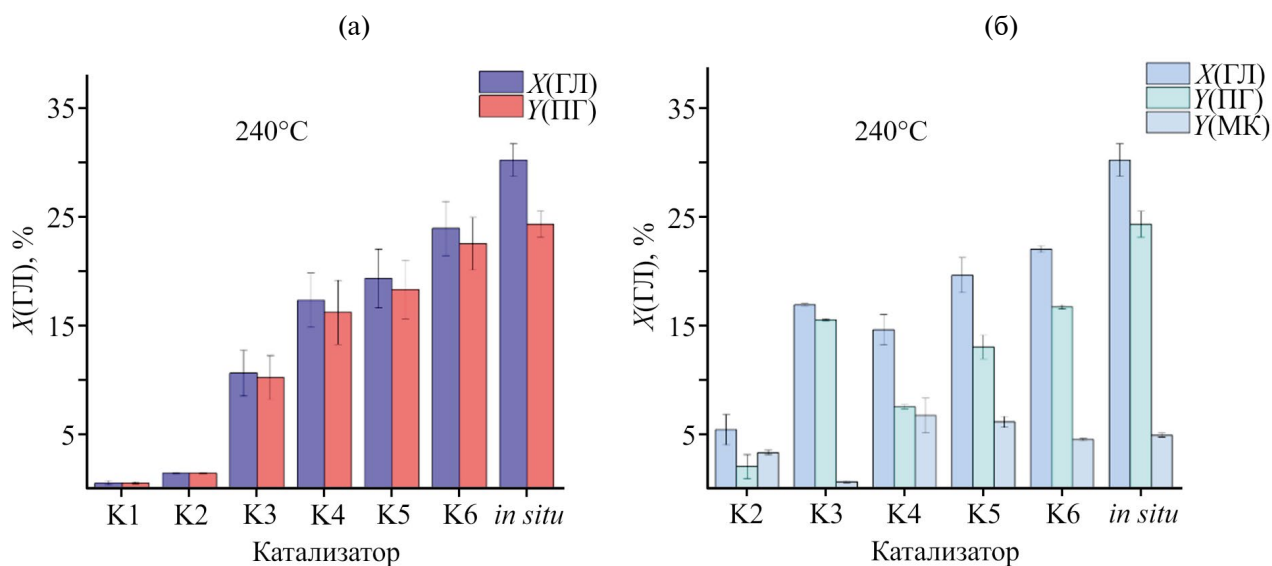 (а)
X(ГЛ)
Y(ПГ)
240°C
35
25
15
5
X(ГЛ), %
K1 K2 K3 K4 K5 K6 in situ
Катализатор
(б)
X(ГЛ)
Y(ПГ)
Y(МК)
240°C
35
25
15
5
X(ГЛ), %
K2 K3 K4 K5 K6 in situ
Катализатор